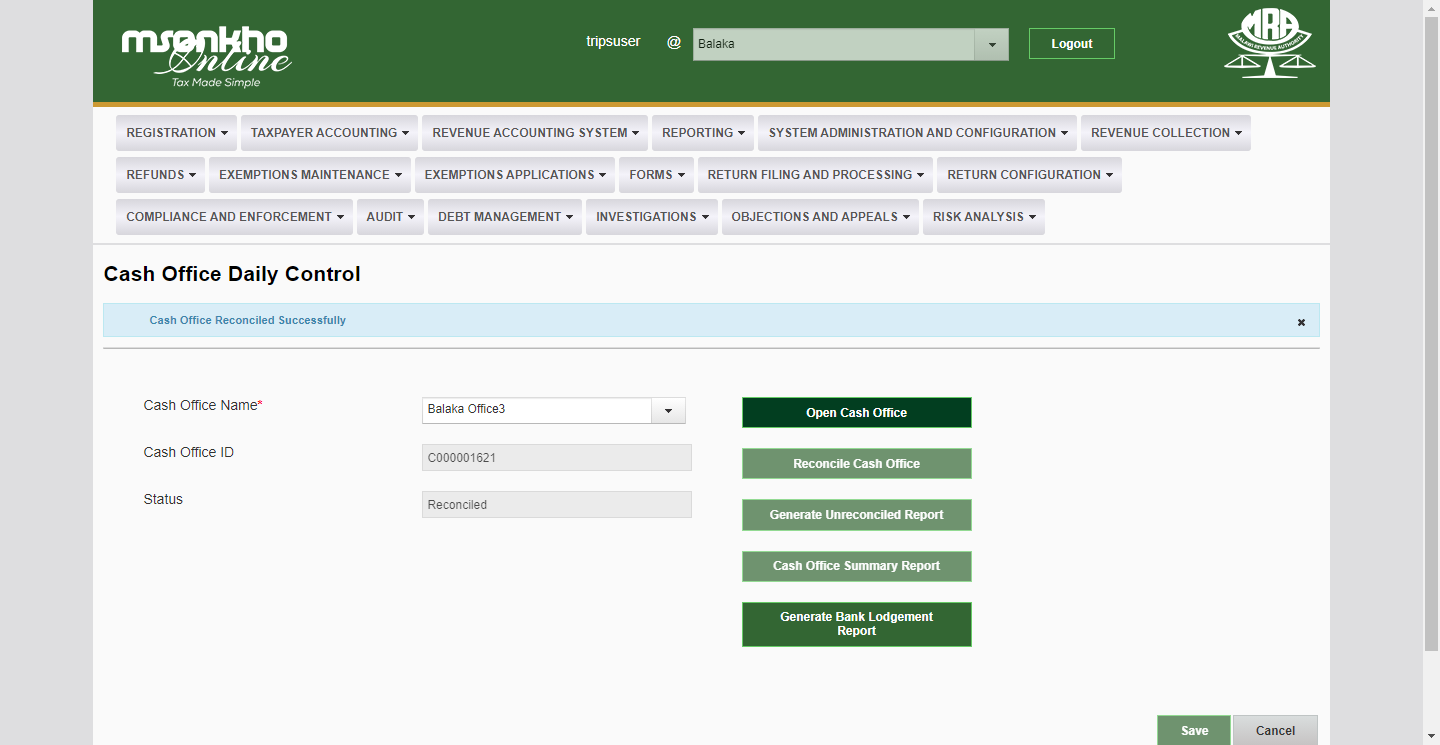 msonkho
Online
Tax Made Simple
tripsuser @ Balaka Logout
MRA
MALAWI REVENUE AUTHORITY
REGISTRATION TAXPAYER ACCOUNTING REVENUE ACCOUNTING SYSTEM REPORTING SYSTEM ADMINISTRATION AND CONFIGURATION REVENUE COLLECTION
REFUNDS EXEMPTIONS MAINTENANCE EXEMPTIONS APPLICATIONS FORMS RETURN FILING AND PROCESSING RETURN CONFIGURATION
COMPLIANCE AND ENFORCEMENT AUDIT DEBT MANAGEMENT INVESTIGATIONS OBJECTIONS AND APPEALS RISK ANALYSIS
Cash Office Daily Control
Cash Office Reconciled Successfully
Cash Office Name* Balaka Office3 Open Cash Office
Cash Office ID C000001621 Reconcile Cash Office
Status Reconciled Generate Unreconciled Report
Cash Office Summary Report
Generate Bank Lodgement
Report
Save Cancel